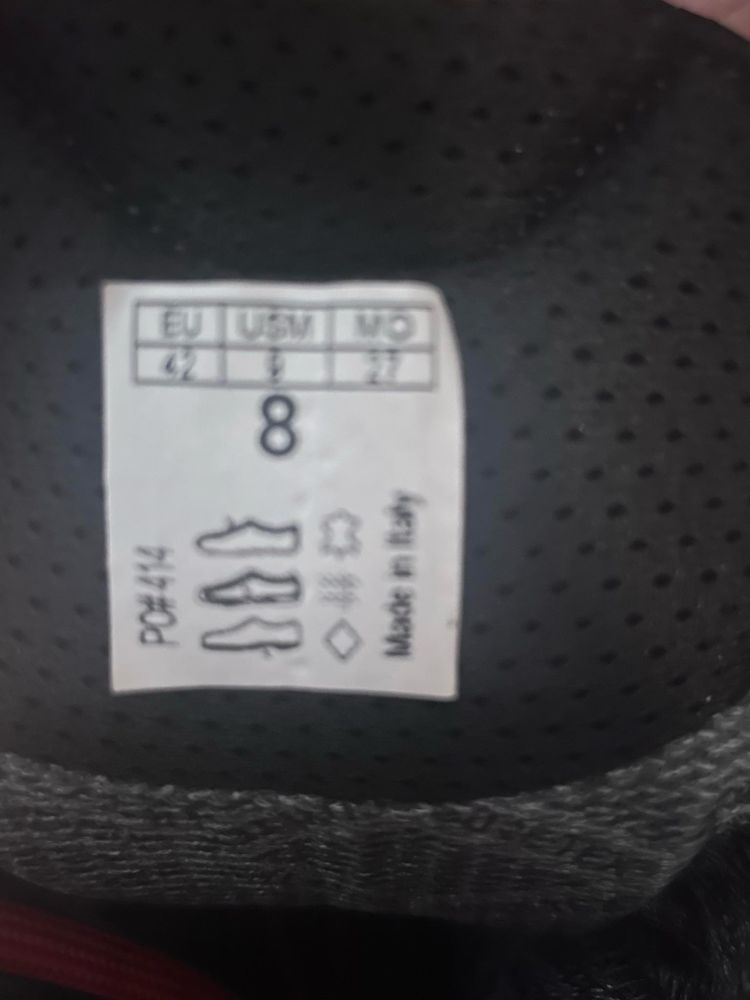 EU USM MO
42 9 27
8
PO# 414
Made in Italy